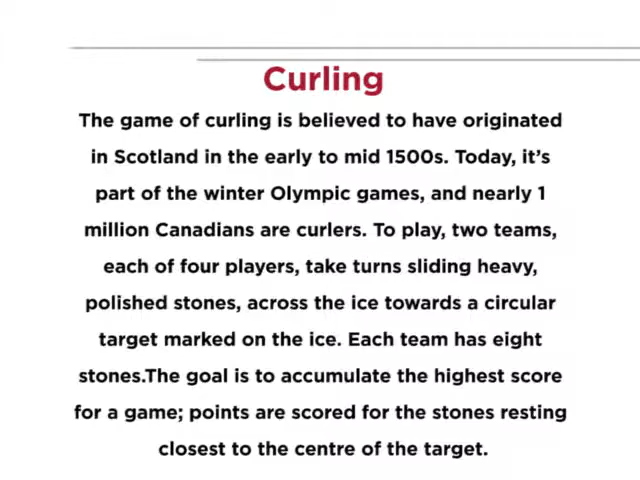 Curling
The game of curling is believed to have originated
in Scotland in the early to mid 1500s. Today, it's
part of the winter Olympic games, and nearly 1
million Canadians are curlers. To play, two teams,
each of four players, take turns sliding heavy,
polished stones, across the ice towards a circular
target marked on the ice. Each team has eight
stones.The goal is to accumulate the highest score
for a game; points are scored for the stones resting
closest to the centre of the target.